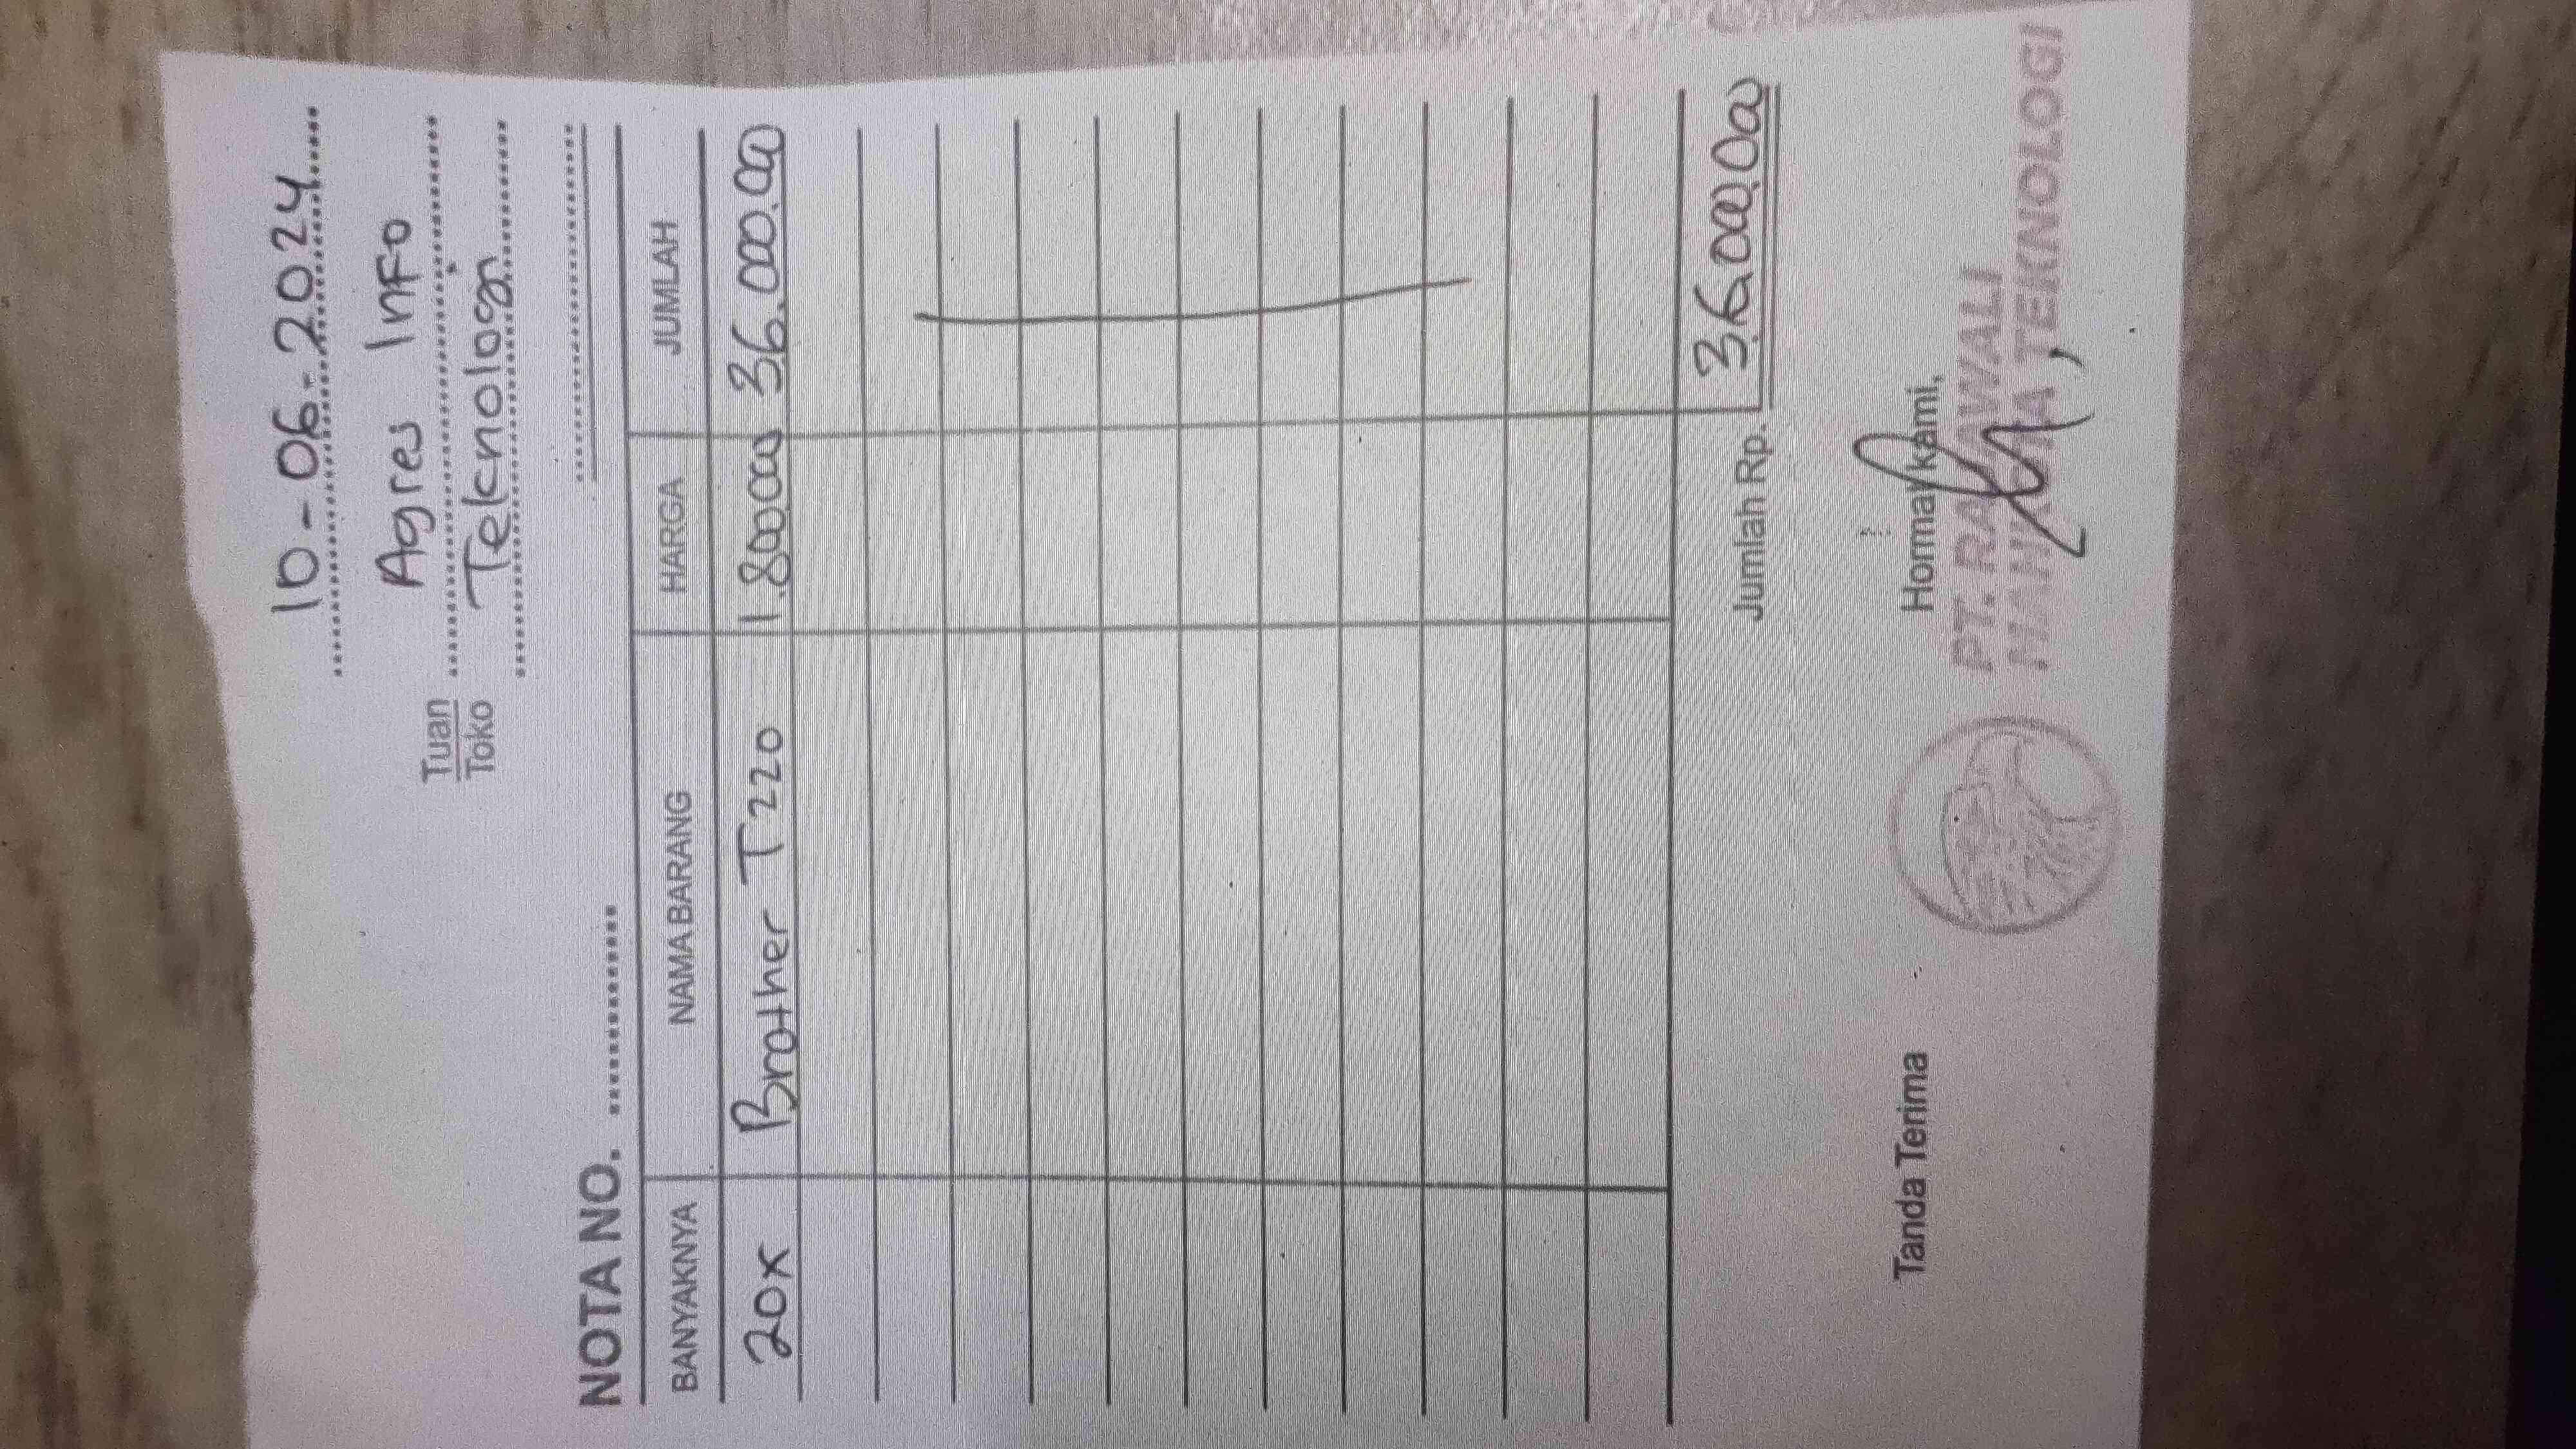 10-06-2024
Tuan Agres Info
Toko Teknologi
NOTA NO.
BANYAKNYA NAMA BARANG HARGA JUMLAH
20x Brother T220 1.800.000 36.000.000
Jumlah Rp. 36.000.000
Tanda Terima Hormat kami,
PT. RAJAWALI
TEKNOLOGI